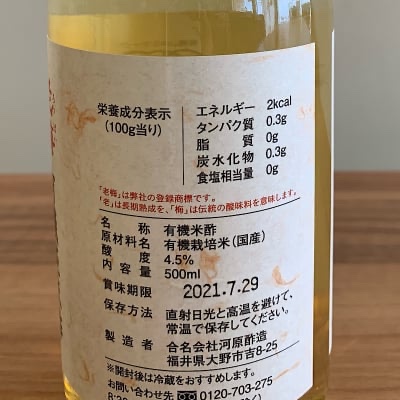 栄養成分表示
(100g当り)
エネルギー 2kcal
タンパク質 0.3g
脂質 0g
炭水化物 0.3g
食塩相当量 0g
「老梅」は弊社の登録商標です。
「老」は長期熟成を、「梅」は伝統の酸味料を意味します。
名称 有機米酢
原材料名 有機栽培米(国産)
酸度 4.5%
内容量 500ml
賞味期限 2021.7.29
保存方法 直射日光と高温を避けて、
常温で保存してください。
製造者 合名会社河原酢造
福井県大野市吉8-25
※開封後は冷蔵をおすすめします。
お問い合わせ 0120-703-275